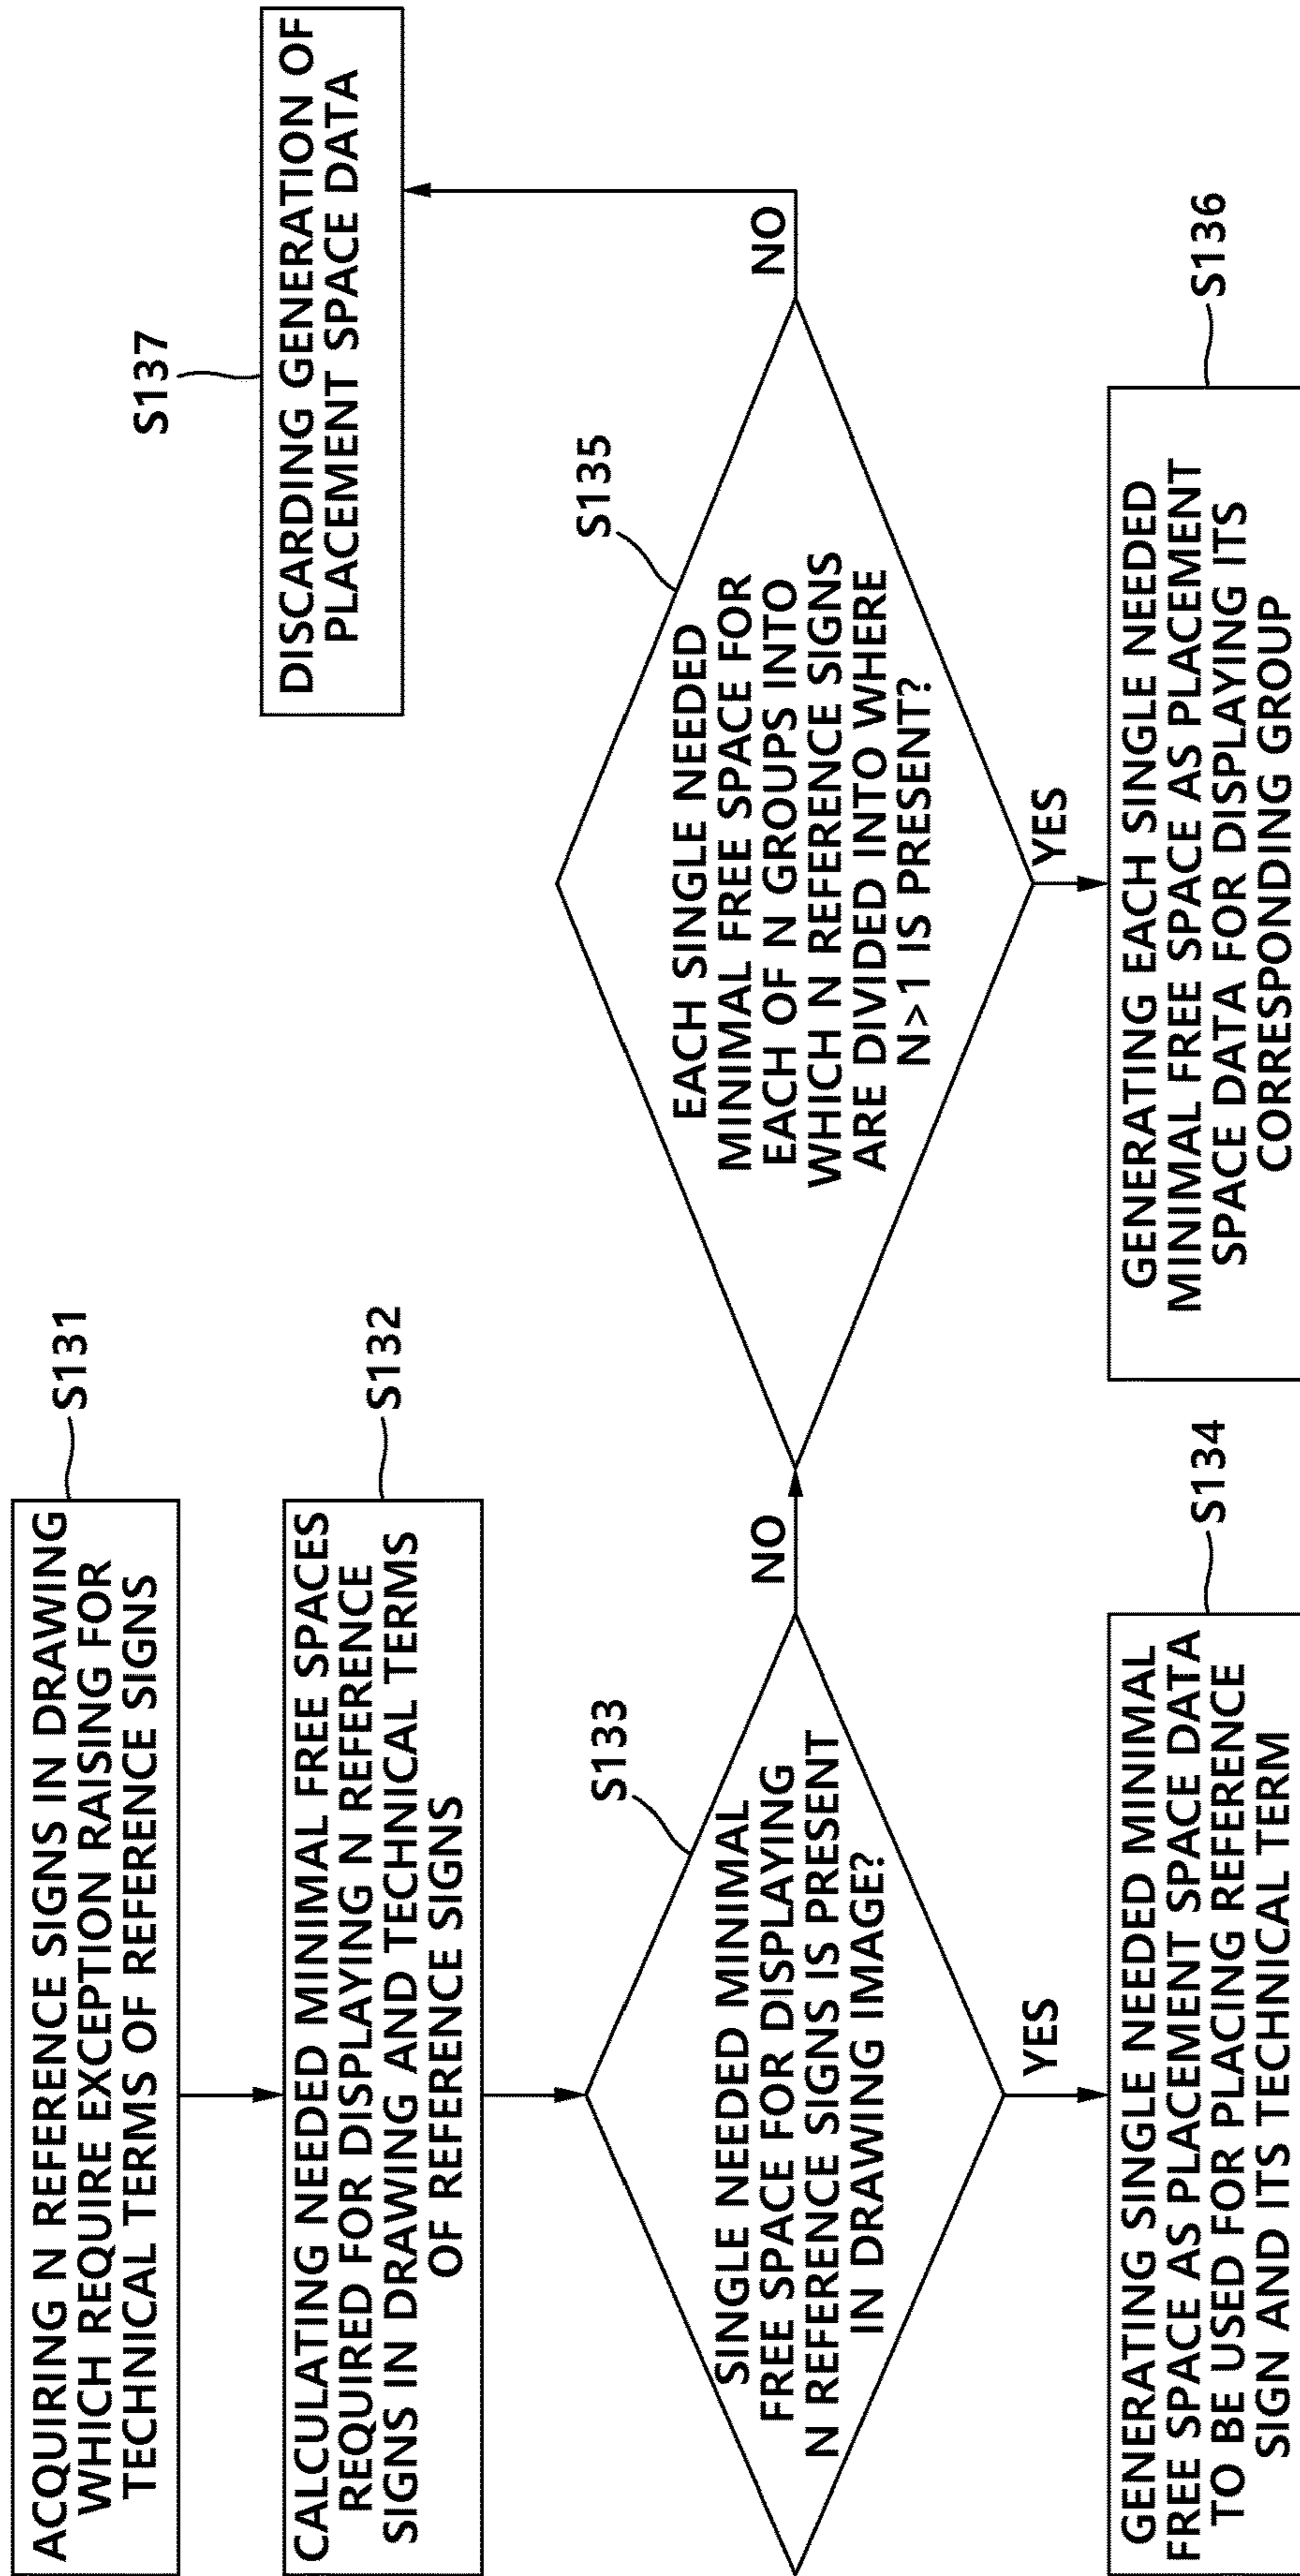 ACQUIRING N REFERENCE SIGNS IN DRAWING
WHICH REQUIRE EXCEPTION RAISING FOR
TECHNICAL TERMS OF REFERENCE SIGNS
S131
CALCULATING NEEDED MINIMAL FREE SPACES
REQUIRED FOR DISPLAYING N REFERENCE
SIGNS IN DRAWING AND TECHNICAL TERMS
OF REFERENCE SIGNS
S132
S133
SINGLE NEEDED MINIMAL
FREE SPACE FOR DISPLAYING
N REFERENCE SIGNS IS PRESENT
IN DRAWING IMAGE?
NO
YES
GENERATING SINGLE NEEDED MINIMAL
FREE SPACE AS PLACEMENT SPACE DATA
TO BE USED FOR PLACING REFERENCE
SIGN AND ITS TECHNICAL TERM
S134
S135
EACH SINGLE NEEDED
MINIMAL FREE SPACE FOR
EACH OF N GROUPS INTO
WHICH N REFERENCE SIGNS
ARE DIVIDED INTO WHERE
N>1 IS PRESENT?
NO
YES
GENERATING EACH SINGLE NEEDED
MINIMAL FREE SPACE AS PLACEMENT
SPACE DATA FOR DISPLAYING ITS
CORRESPONDING GROUP
S136
S137
DISCARDING GENERATION OF
PLACEMENT SPACE DATA